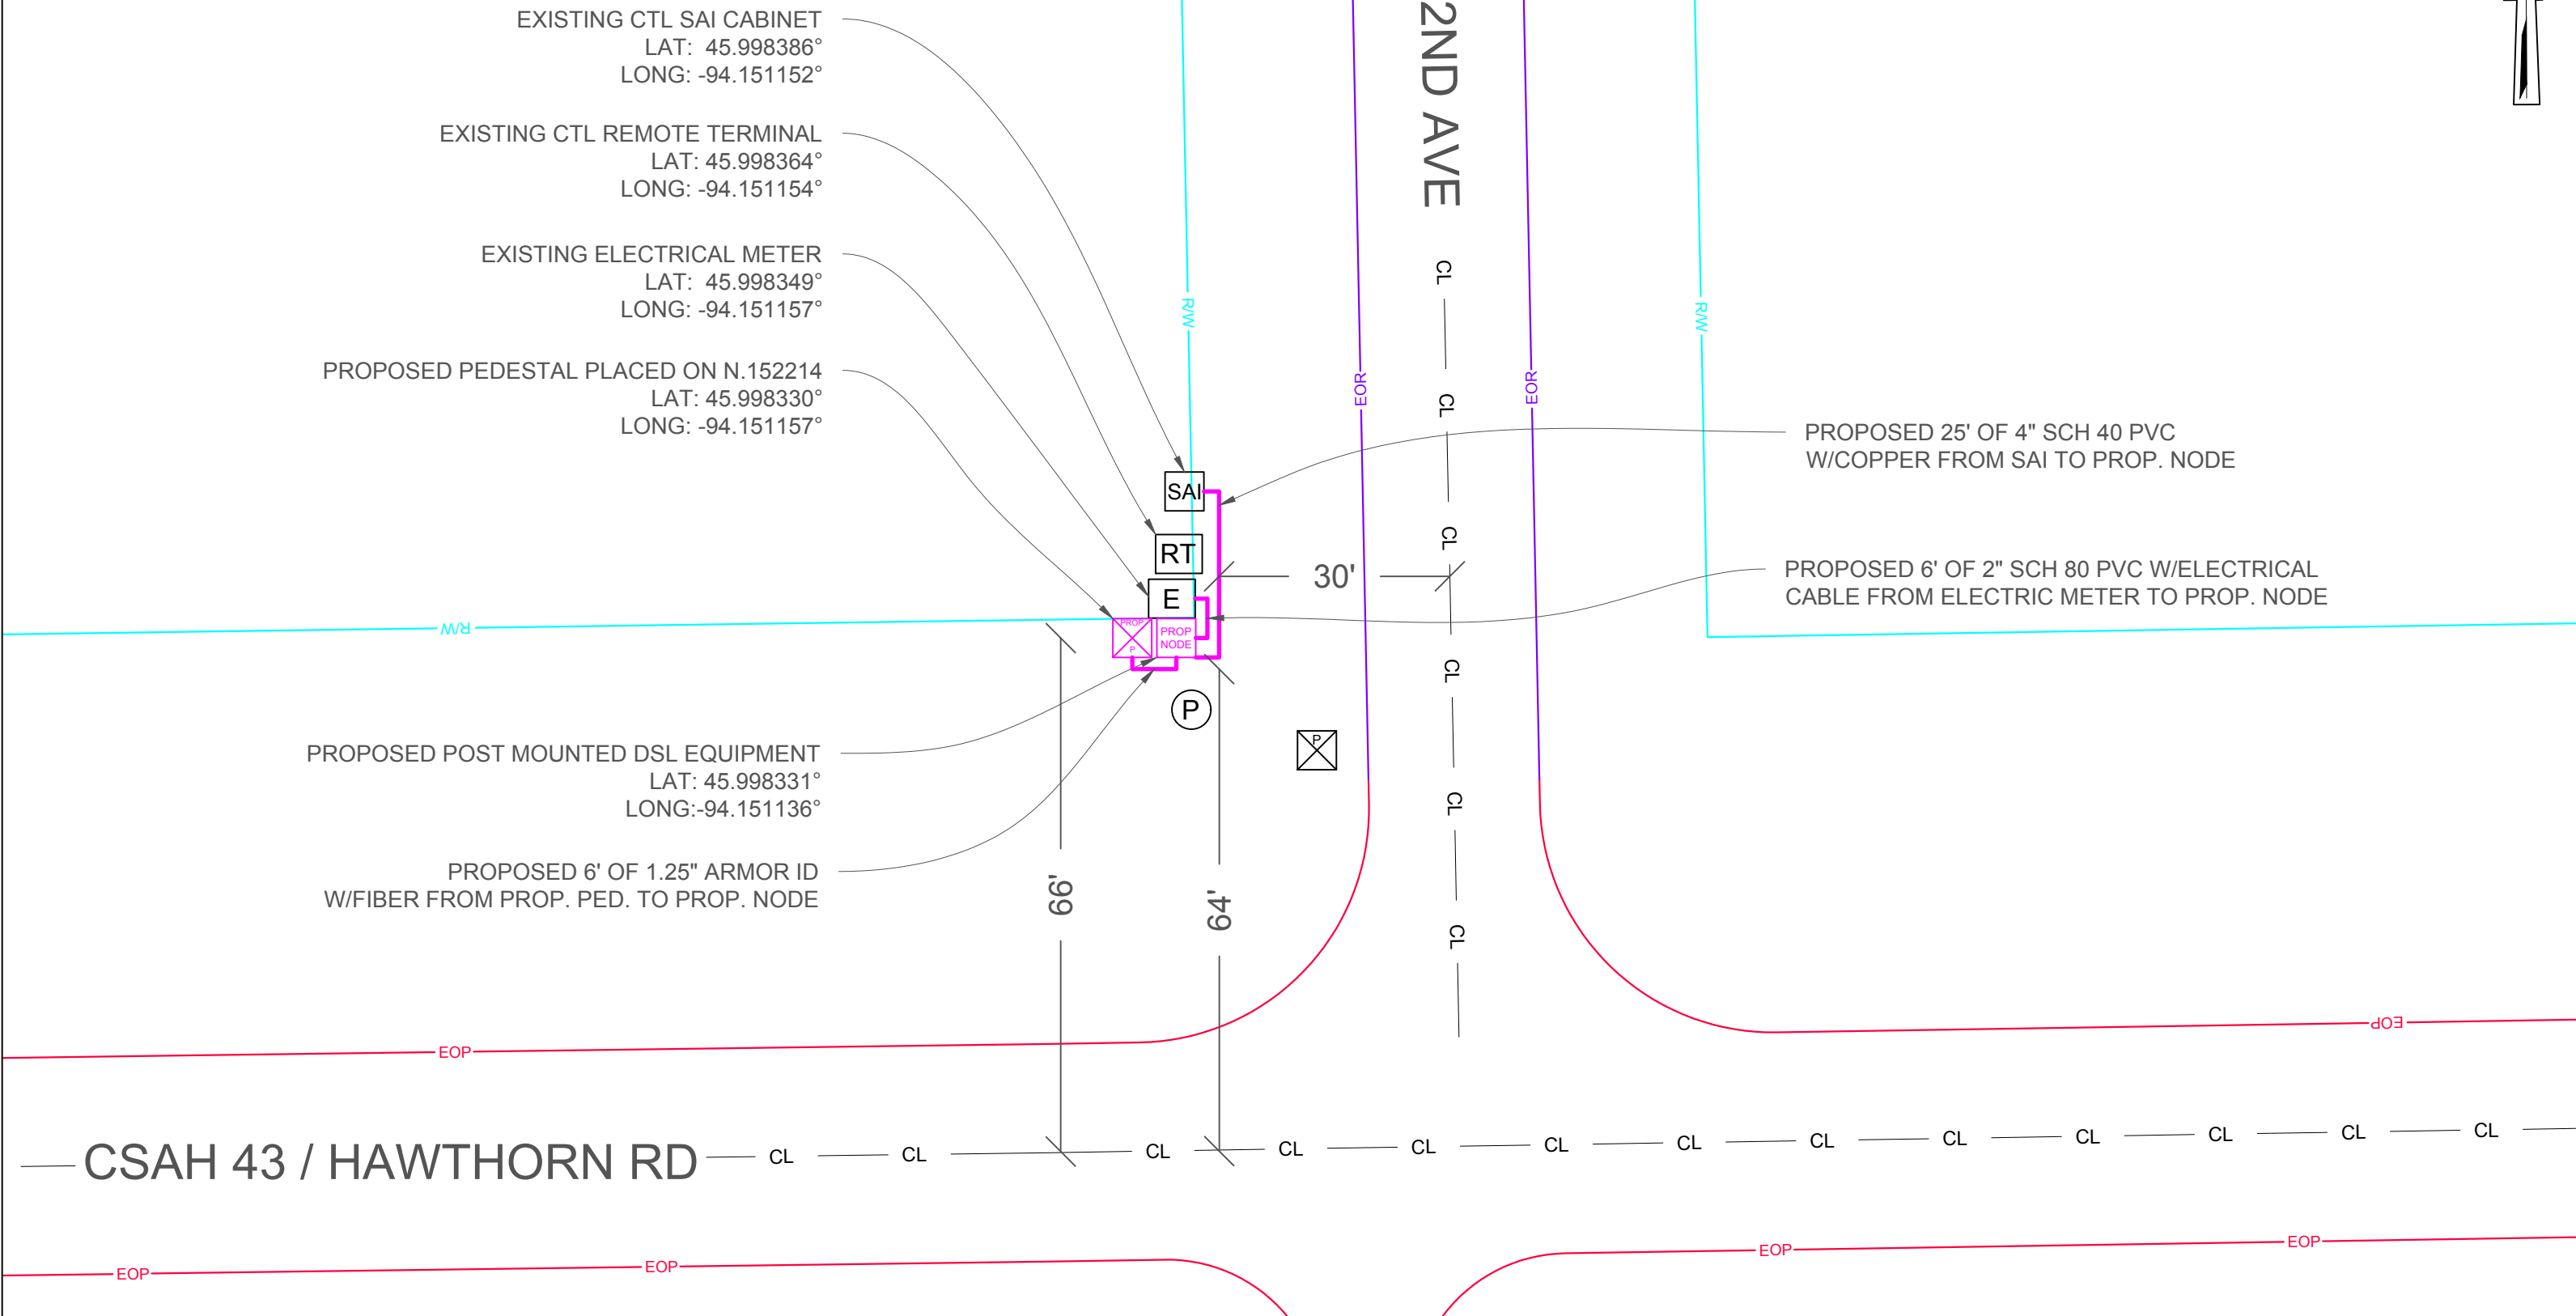 EXISTING CTL SAI CABINET
LAT: 45.998386°
LONG: -94.151152°
EXISTING CTL REMOTE TERMINAL
LAT: 45.998364°
LONG: -94.151154°
EXISTING ELECTRICAL METER
LAT: 45.998349°
LONG: -94.151157°
PROPOSED PEDESTAL PLACED ON N.152214
LAT: 45.998330°
LONG: -94.151157°
2ND AVE
R/W
R/W
EOR
EOR
CL
CL
CL
CL
CL
CL
PROPOSED 25' OF 4" SCH 40 PVC
W/COPPER FROM SAI TO PROP. NODE
PROPOSED 6' OF 2" SCH 80 PVC W/ELECTRICAL
CABLE FROM ELECTRIC METER TO PROP. NODE
SAI
RT
E
30'
R/W
PROP
P
PROP
NODE
P
P
PROPOSED POST MOUNTED DSL EQUIPMENT
LAT: 45.998331°
LONG:-94.151136°
PROPOSED 6' OF 1.25" ARMOR ID
W/FIBER FROM PROP. PED. TO PROP. NODE
66'
64'
EOP
EOP
CSAH 43 / HAWTHORN RD
CL
CL
CL
CL
CL
CL
CL
CL
CL
CL
CL
CL
CL
EOP
EOP
EOP
EOP